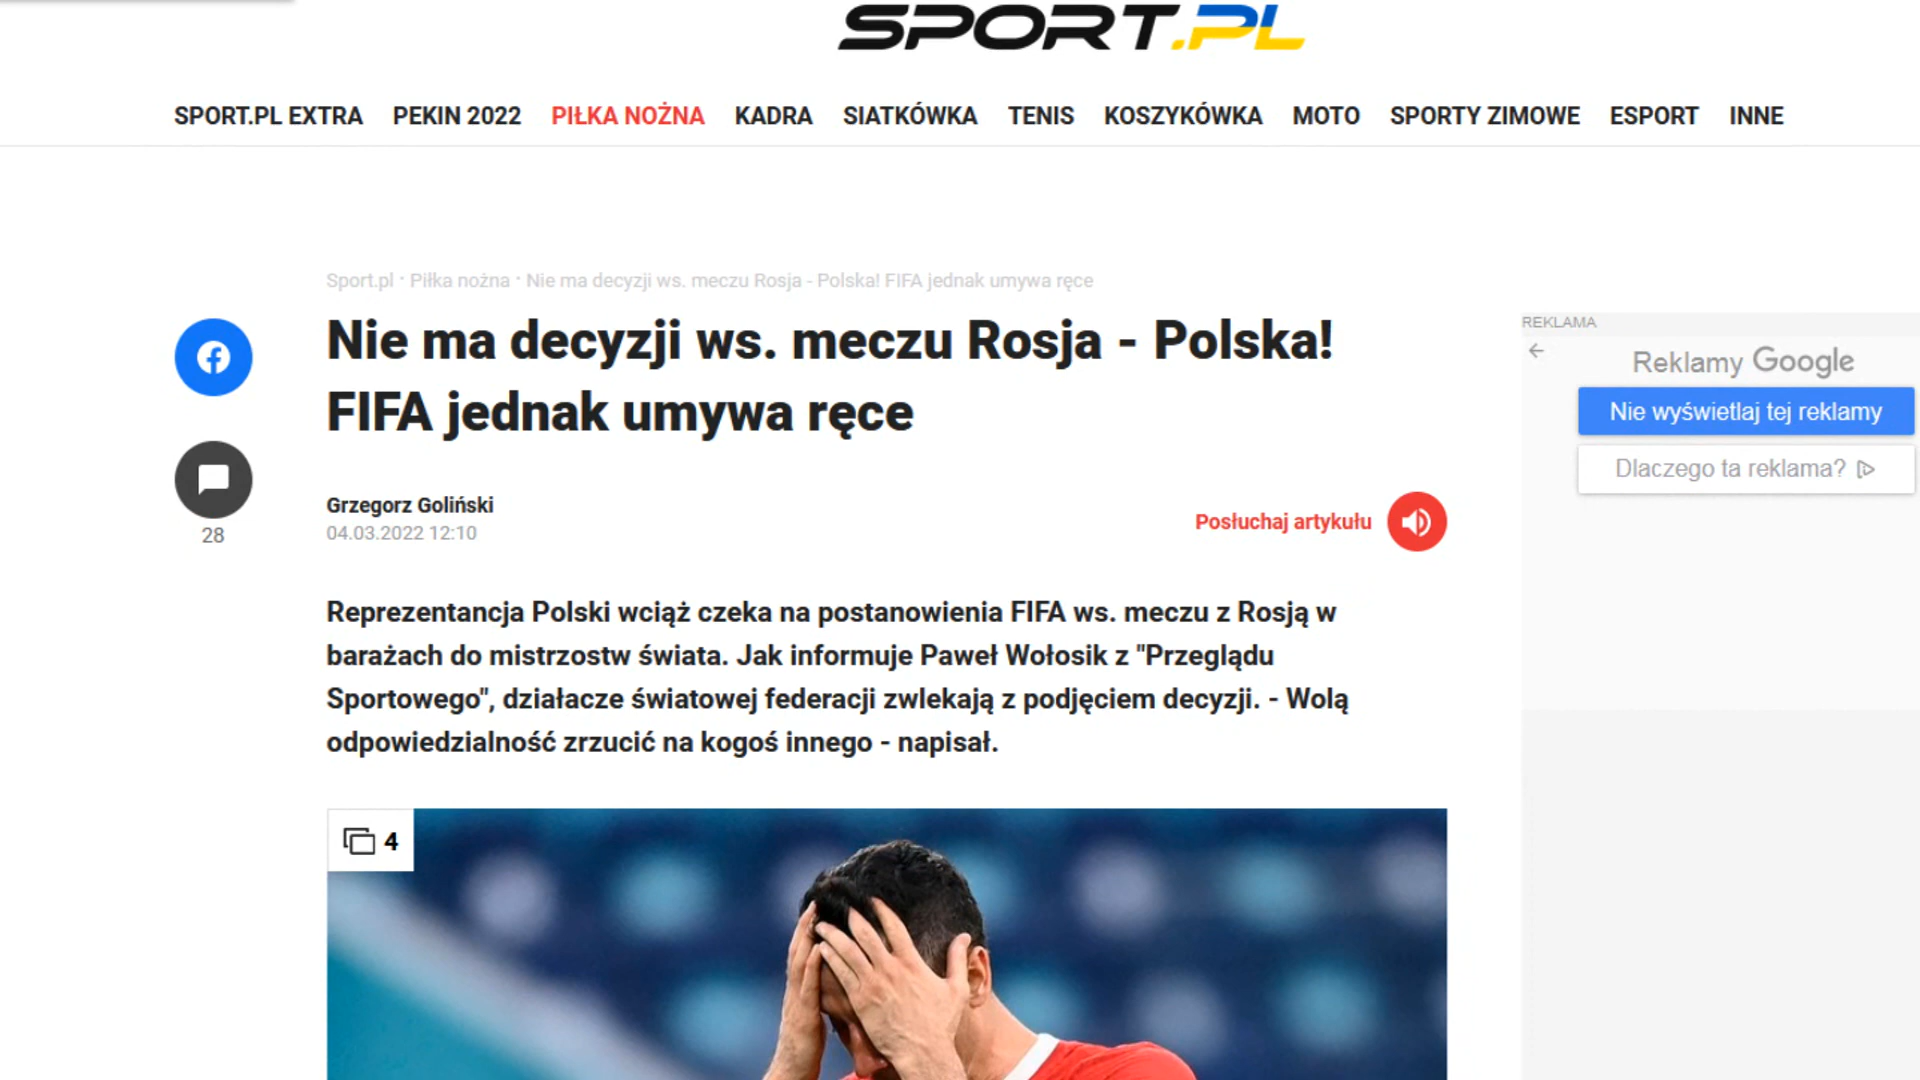 SPORT.PL
SPORT.PL EXTRA PEKIN 2022 PIŁKA NOŻNA KADRA SIATKÓWKA TENIS KOSZYKÓWKA MOTO SPORTY ZIMOWE ESPORT INNE
Sport.pl · Piłka nożna · Nie ma decyzji ws. meczu Rosja - Polska! FIFA jednak umywa ręce
Nie ma decyzji ws. meczu Rosja - Polska!
FIFA jednak umywa ręce
28
Grzegorz Goliński
04.03.2022 12:10
Posłuchaj artykułu
Reprezentancja Polski wciąż czeka na postanowienia FIFA ws. meczu z Rosją w
barażach do mistrzostw świata. Jak informuje Paweł Wołosik z "Przeglądu
Sportowego", działacze światowej federacji zwlekają z podjęciem decyzji. - Wolą
odpowiedzialność zrzucić na kogoś innego - napisał.
4
REKLAMA
Reklamy Google
Nie wyświetlaj tej reklamy
Dlaczego ta reklama?